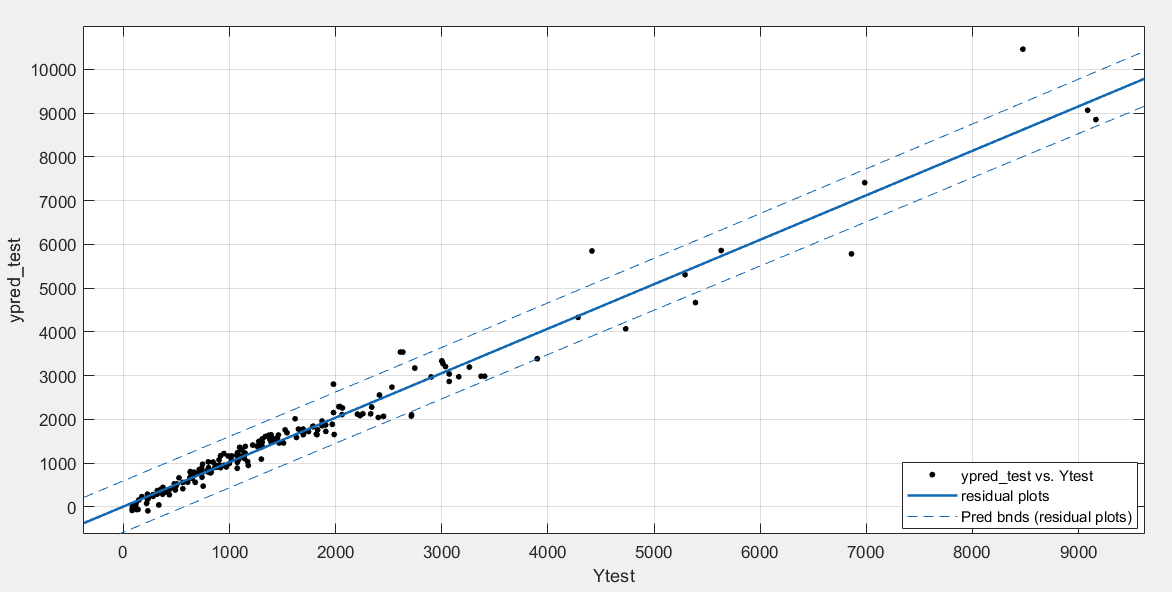 10000
9000
8000
7000
6000
5000
4000
3000
2000
1000
0
ypred_test
0 1000 2000 3000 4000 5000 6000 7000 8000 9000
Ytest
ypred_test vs. Ytest
residual plots
Pred bnds (residual plots)